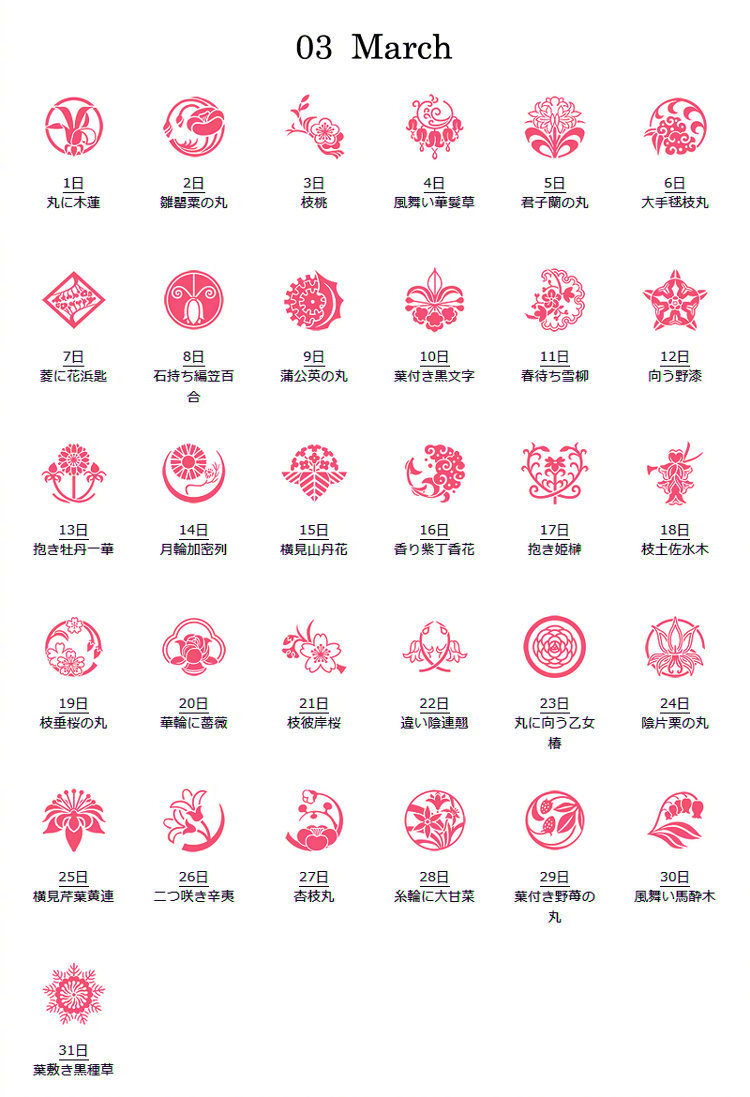 03 March
1日
丸に木蓮
2日
雛罌粟の丸
3日
枝桃
4日
風舞い華鬘草
5日
君子蘭の丸
6日
大手毬枝丸
7日
菱に花浜匙
8日
石持ち編笠百
合
9日
蒲公英の丸
10日
葉付き黒文字
11日
春待ち雪柳
12日
向う野漆
13日
抱き牡丹一華
14日
月輪加密列
15日
横見山丹花
16日
香り紫丁香花
17日
抱き姫榊
18日
枝土佐水木
19日
枝垂桜の丸
20日
華輪に薔薇
21日
枝彼岸桜
22日
違い陰連翹
23日
丸に向う乙女
椿
24日
陰片栗の丸
25日
横見芹葉黄連
26日
二つ咲き辛夷
27日
杏枝丸
28日
糸輪に大甘菜
29日
葉付き野苺の
丸
30日
風舞い馬酔木
31日
葉敷き黒種草